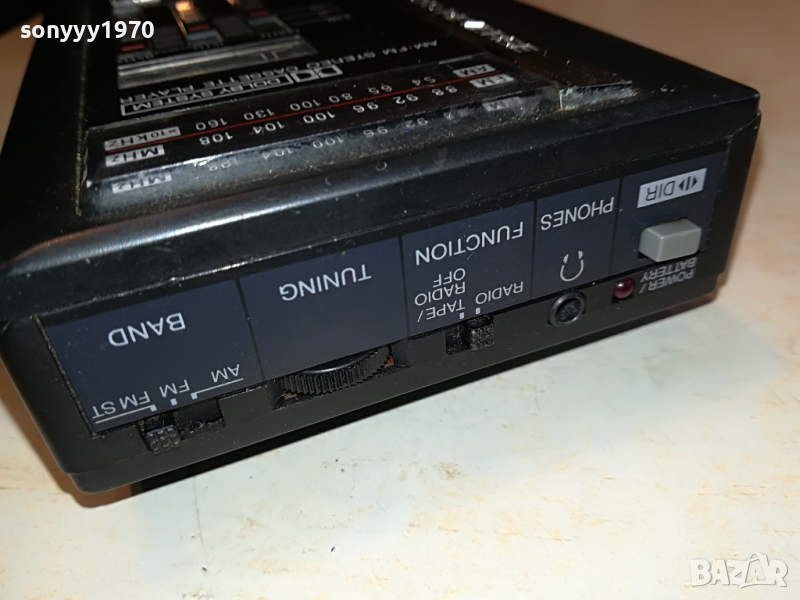 sonyyy1970
AM-FM STEREO CASSETTE PLAYER
DOLBY SYSTEM
AM 54 65 80 100 130 160 x10kHz
FM 88 92 96 100 104 108 MHz
MHz
DIR
PHONES
FUNCTION
TUNING
BAND
POWER/
BATTERY
RADIO
TAPE/
RADIO
OFF
AM
FM
FM ST
BAZAR